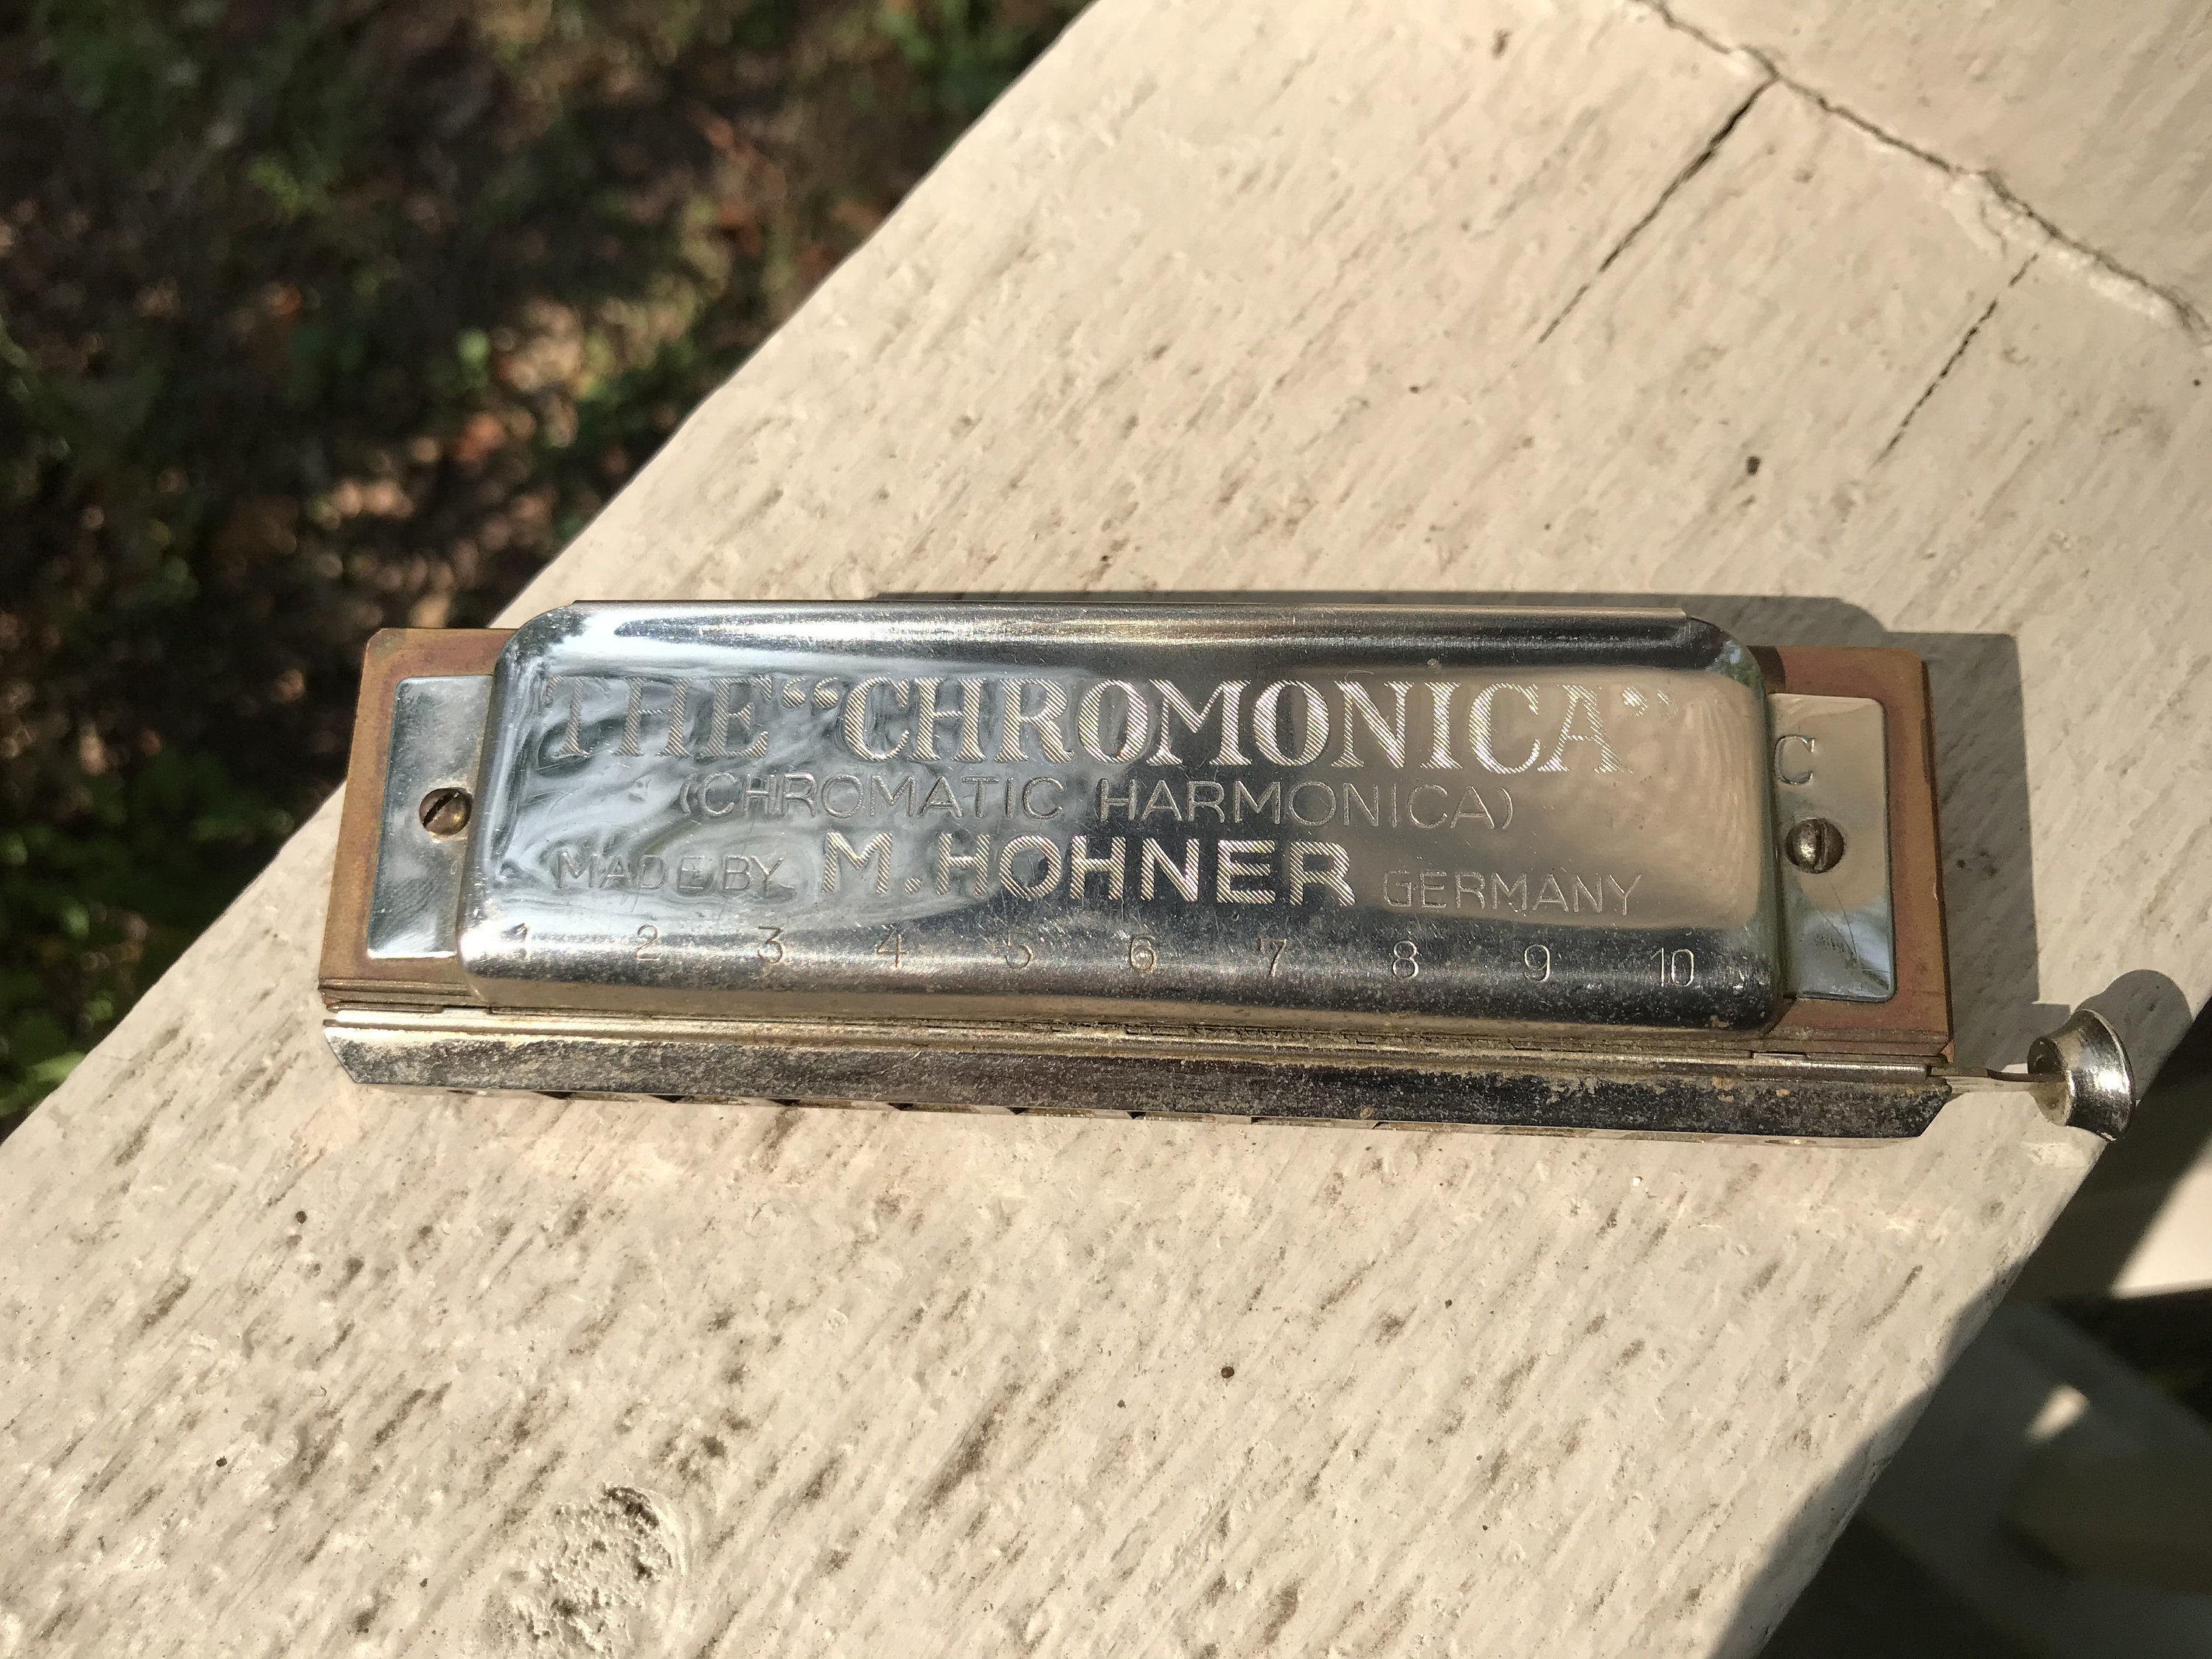 THE “CHROMONICA”
(CHROMATIC HARMONICA)
MADE BY M. HOHNER GERMANY
1 2 3 4 5 6 7 8 9 10
C